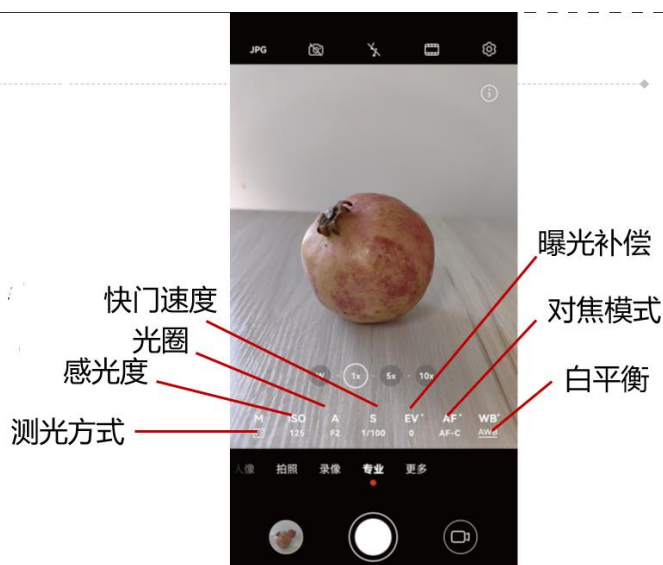 JPG
曝光补偿
快门速度
对焦模式
光圈
感光度
白平衡
测光方式
W 1x 5x 10x
M ISO A S EV AF WB
125 F2 1/100 0 AF-C AWB
人像 拍照 录像 专业 更多